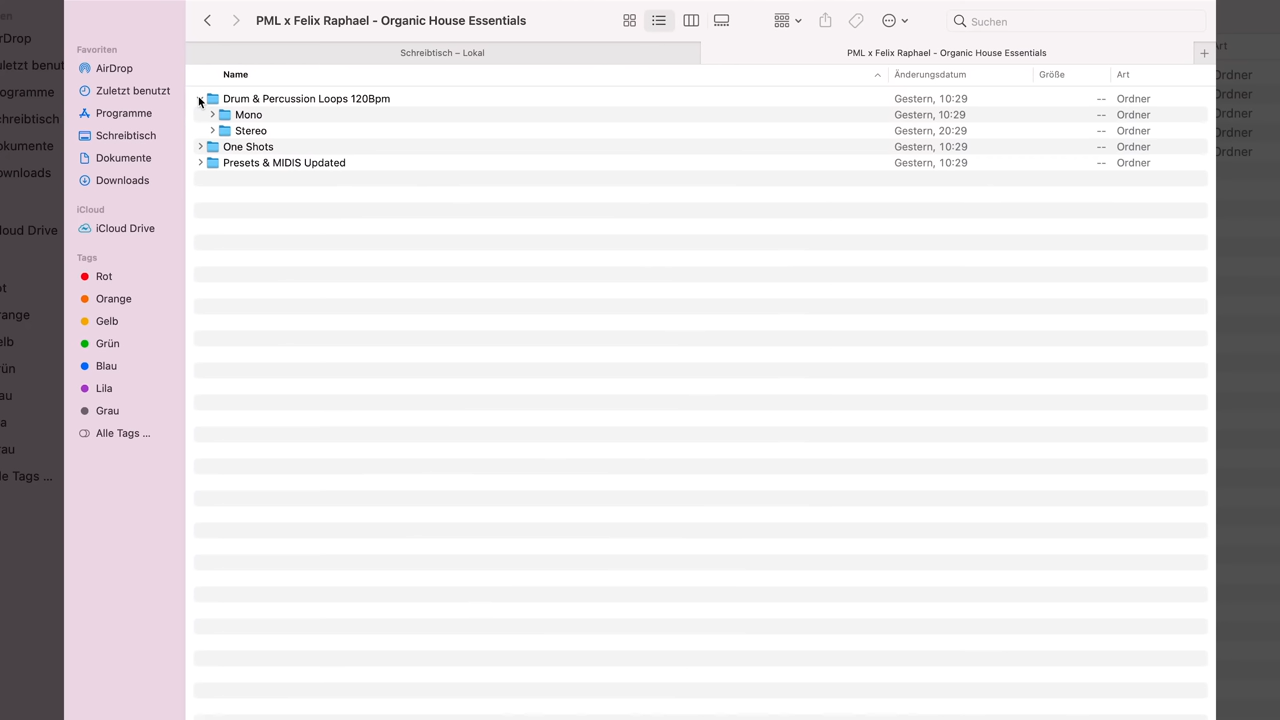 PML x Felix Raphael - Organic House Essentials
Suchen
Schreibtisch – Lokal
PML x Felix Raphael - Organic House Essentials
Favoriten
AirDrop
Zuletzt benutzt
Programme
Schreibtisch
Dokumente
Downloads
iCloud
iCloud Drive
Tags
Rot
Orange
Gelb
Grün
Blau
Lila
Grau
Alle Tags ...
Name Änderungsdatum Größe Art
Drum & Percussion Loops 120Bpm Gestern, 10:29 -- Ordner
Mono Gestern, 10:29 -- Ordner
Stereo Gestern, 20:29 -- Ordner
One Shots Gestern, 10:29 -- Ordner
Presets & MIDIS Updated Gestern, 10:29 -- Ordner